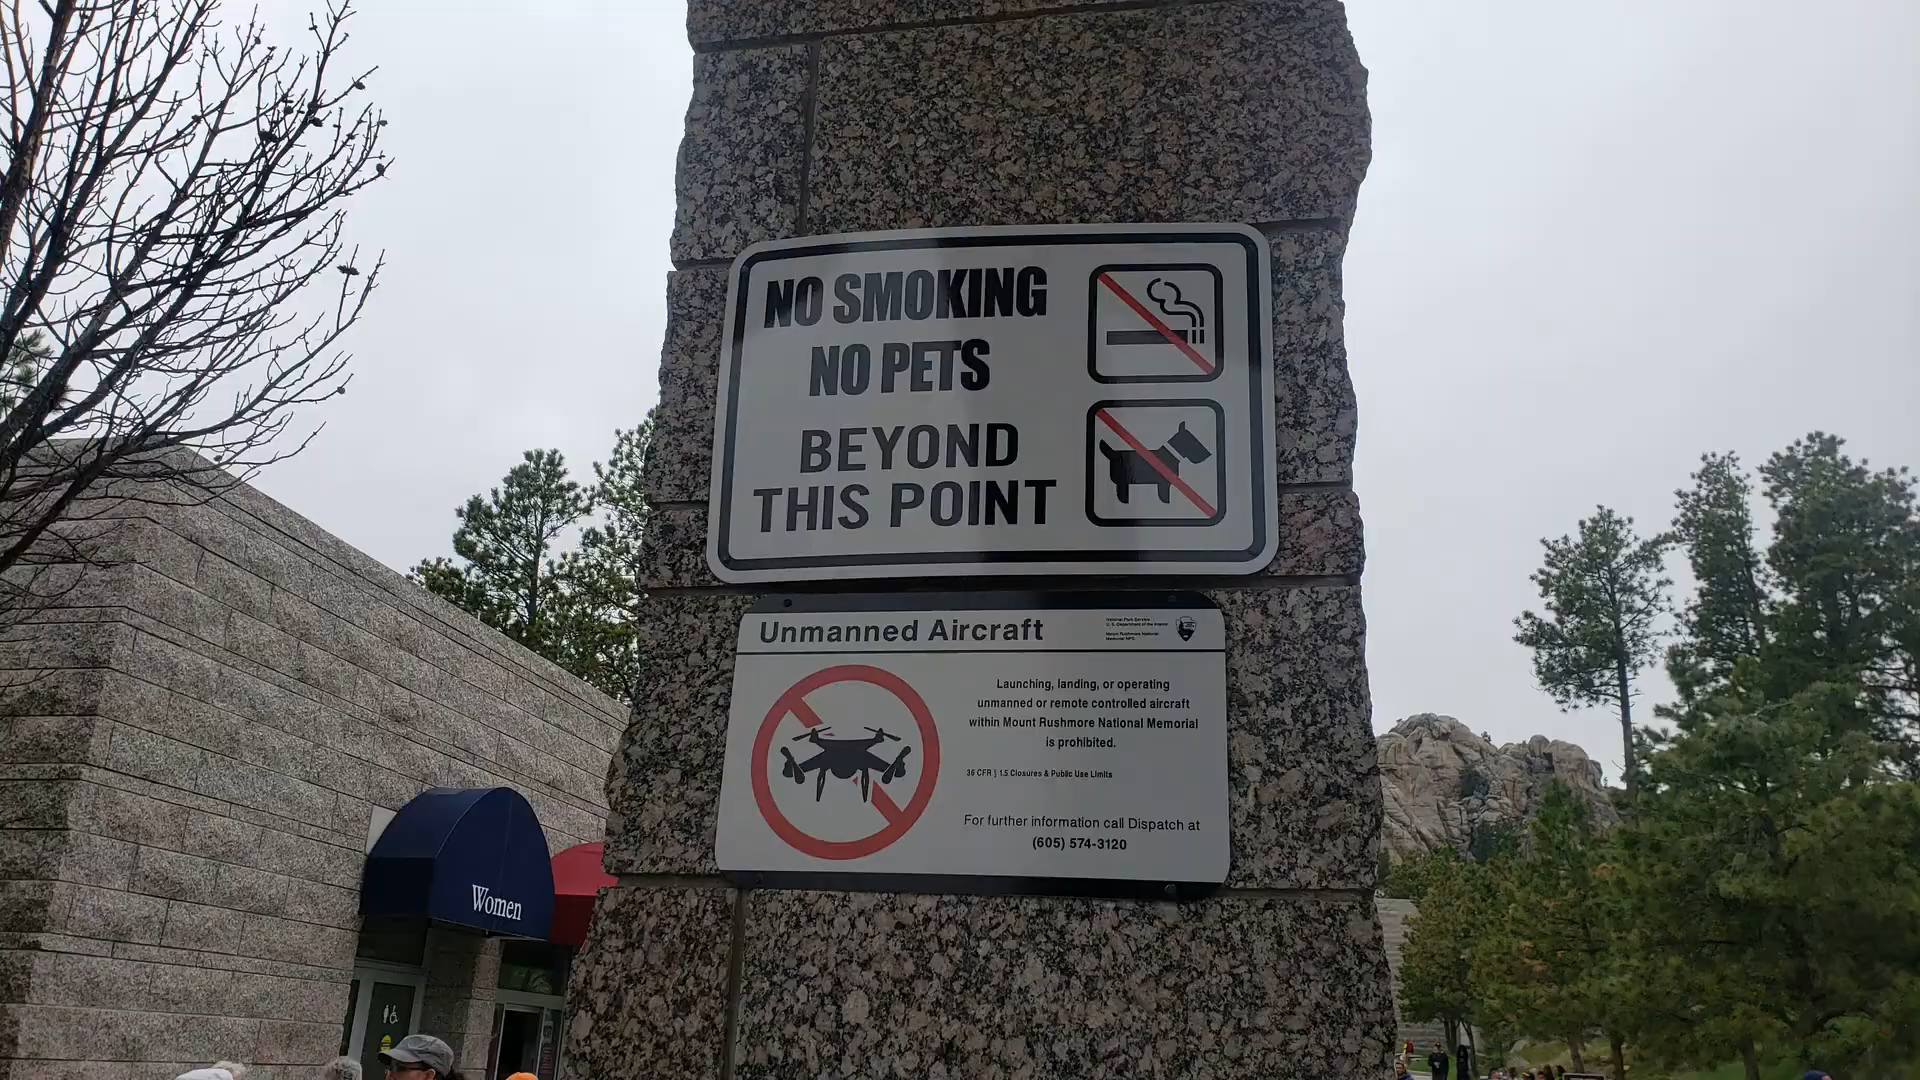 NO SMOKING
NO PETS
BEYOND
THIS POINT
Unmanned Aircraft
National Park Service
U.S. Department of the Interior
Mount Rushmore National
Memorial NPS
Launching, landing, or operating
unmanned or remote controlled aircraft
within Mount Rushmore National Memorial
is prohibited.
36 CFR | 1.5 Closures & Public Use Limits
For further information call Dispatch at
(605) 574-3120
Women